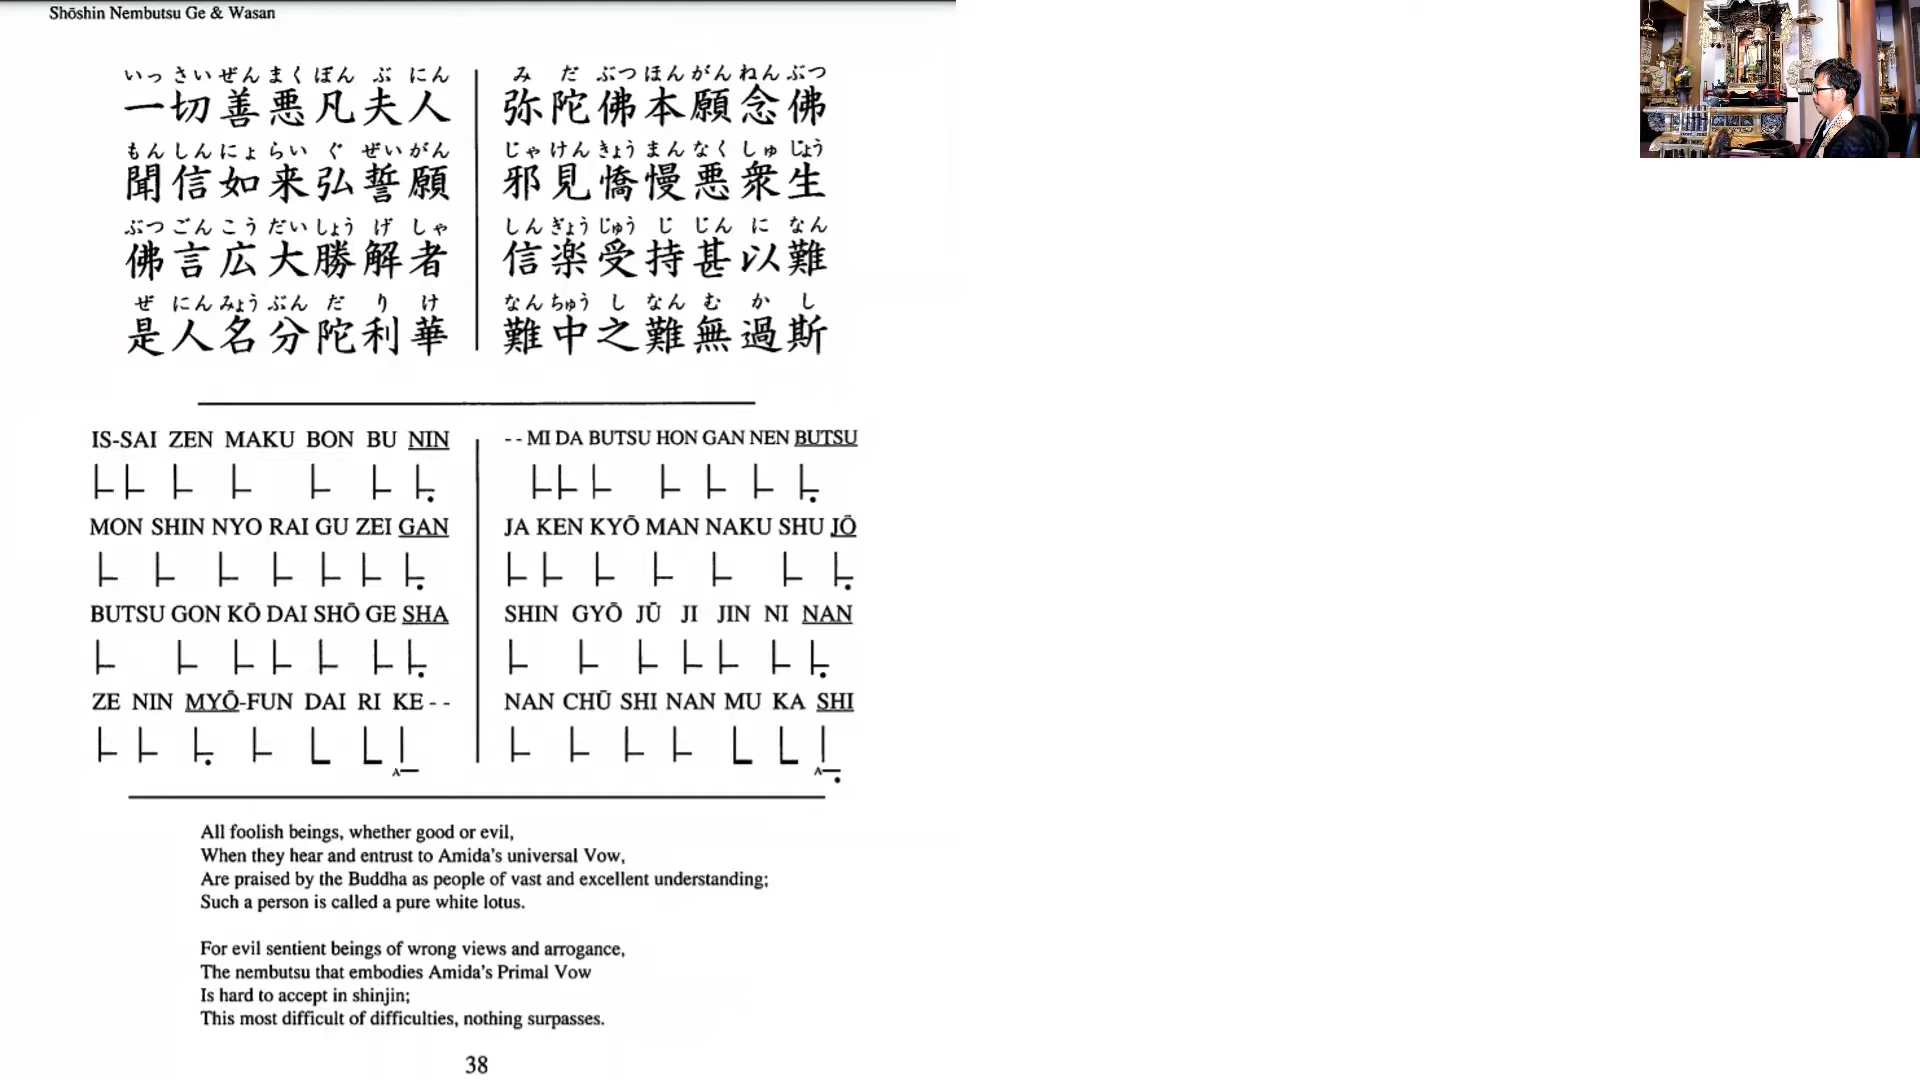 Shōshin Nembutsu Ge & Wasan
いっ さい ぜん まく ぼん ぶ にん
一切善悪凡夫人
もん しん にょ らい ぐ ぜい がん
聞信如来弘誓願
ぶつ ごん こう だい しょう げ しゃ
佛言広大勝解者
ぜ にん みょう ぶん だ り け
是人名分陀利華
み だ ぶつ ほん がん ねん ぶつ
弥陀佛本願念佛
じゃ けん きょう まん なく しゅ じょう
邪見憍慢悪衆生
しん ぎょう じゅう じ じん に なん
信楽受持甚以難
なん ちゅう し なん む か し
難中之難無過斯
IS-SAI ZEN MAKU BON BU NIN
MON SHIN NYO RAI GU ZEI GAN
BUTSU GON KŌ DAI SHŌ GE SHA
ZE NIN MYŌ-FUN DAI RI KE - -
A
- - MI DA BUTSU HON GAN NEN BUTSU
JA KEN KYŌ MAN NAKU SHU JŌ
SHIN GYŌ JŪ JI JIN NI NAN
NAN CHŪ SHI NAN MU KA SHI
A
All foolish beings, whether good or evil,
When they hear and entrust to Amida's universal Vow,
Are praised by the Buddha as people of vast and excellent understanding;
Such a person is called a pure white lotus.
For evil sentient beings of wrong views and arrogance,
The nembutsu that embodies Amida's Primal Vow
Is hard to accept in shinjin;
This most difficult of difficulties, nothing surpasses.
38